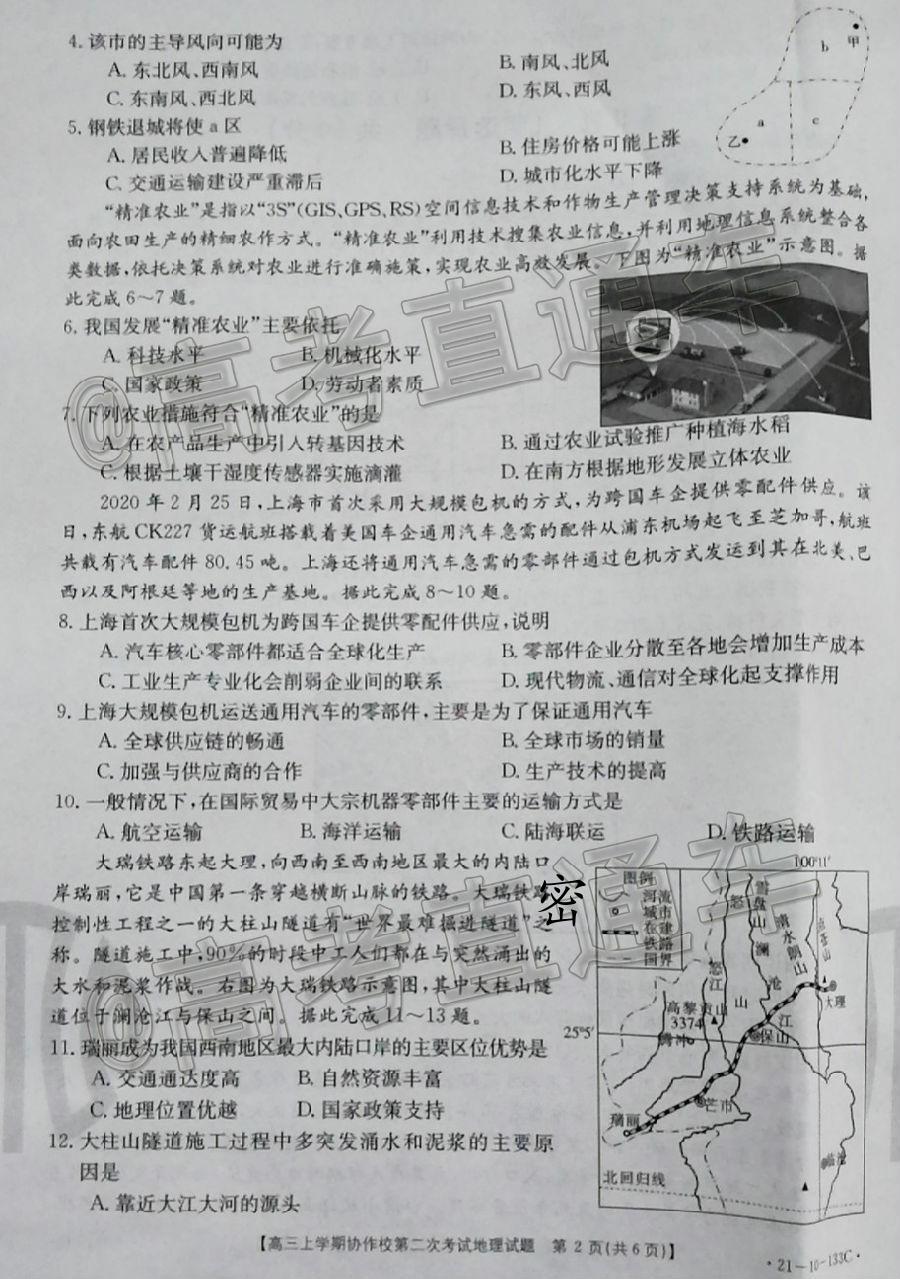 4. 该市的主导风向可能为
A. 东北风、西南风
B. 南风、北风
C. 东南风、西北风
D. 东风、西风
甲
b
a
c
乙
5. 钢铁退城将使 a 区
A. 居民收入普遍降低
B. 住房价格可能上涨
C. 交通运输建设严重滞后
D. 城市化水平下降
“精准农业”是指以“3S”(GIS、GPS、RS)空间信息技术和作物生产管理决策支持系统为基础,
面向农田生产的精细农作方式。“精准农业”利用技术搜集农业信息,并利用地理信息系统整合各
类数据,依托决策系统对农业进行准确施策,实现农业高效发展。下图为“精准农业”示意图。据
此完成 6～7 题。
6. 我国发展“精准农业”主要依托
A. 科技水平
B. 机械化水平
C. 国家政策
D. 劳动者素质
7. 下列农业措施符合“精准农业”的是
A. 在农产品生产中引入转基因技术
B. 通过农业试验推广种植海水稻
C. 根据土壤干湿度传感器实施滴灌
D. 在南方根据地形发展立体农业
2020 年 2 月 25 日,上海市首次采用大规模包机的方式,为跨国车企提供零配件供应。该
日,东航 CK227 货运航班搭载着美国车企通用汽车急需的配件从浦东机场起飞至芝加哥,航班
共载有汽车配件 80.45 吨。上海还将通用汽车急需的零部件通过包机方式发运到其在北美、巴
西以及阿根廷等地的生产基地。据此完成 8～10 题。
8. 上海首次大规模包机为跨国车企提供零配件供应,说明
A. 汽车核心零部件都适合全球化生产
B. 零部件企业分散至各地会增加生产成本
C. 工业生产专业化会削弱企业间的联系
D. 现代物流、通信对全球化起支撑作用
9. 上海大规模包机运送通用汽车的零部件,主要是为了保证通用汽车
A. 全球供应链的畅通
B. 全球市场的销量
C. 加强与供应商的合作
D. 生产技术的提高
10. 一般情况下,在国际贸易中大宗机器零部件主要的运输方式是
A. 航空运输
B. 海洋运输
C. 陆海联运
D. 铁路运输
大瑞铁路东起大理,向西南至西南地区最大的内陆口
岸瑞丽,它是中国第一条穿越横断山脉的铁路。大瑞铁路
控制性工程之一的大柱山隧道有“世界最难掘进隧道”之
称。隧道施工中,90%的时段中工人们都在与突然涌出的
大水和泥浆作战。右图为大瑞铁路示意图,其中大柱山隧
道位于澜沧江与保山之间。据此完成 11～13 题。
密
100°11′
图例
河流
城市
在建
铁路
国界
怒
山
雪盘山
澜
沧
江
清水朗山
点苍山
大理
怒江
高黎贡山
3374
腾冲
保山
25°5′
芒市
瑞丽
临沧
北回归线
11. 瑞丽成为我国西南地区最大内陆口岸的主要区位优势是
A. 交通通达度高
B. 自然资源丰富
C. 地理位置优越
D. 国家政策支持
12. 大柱山隧道施工过程中多突发涌水和泥浆的主要原
因是
A. 靠近大江大河的源头
【高三上学期协作校第二次考试地理试题 第 2 页(共 6 页)】
·21－10－133C·
@高考直通车
@高考直通车